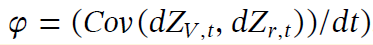 φ = (Cov(dZ_{V,t}, dZ_{r,t}))/dt)